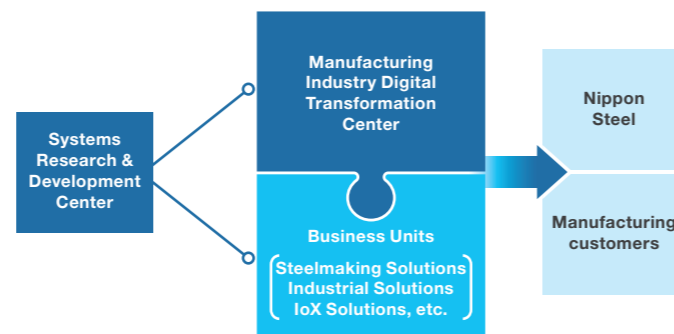 Systems
Research &
Development
Center
Manufacturing
Industry Digital
Transformation
Center
Business Units
Steelmaking Solutions
Industrial Solutions
IoX Solutions, etc.
Nippon
Steel
Manufacturing
customers